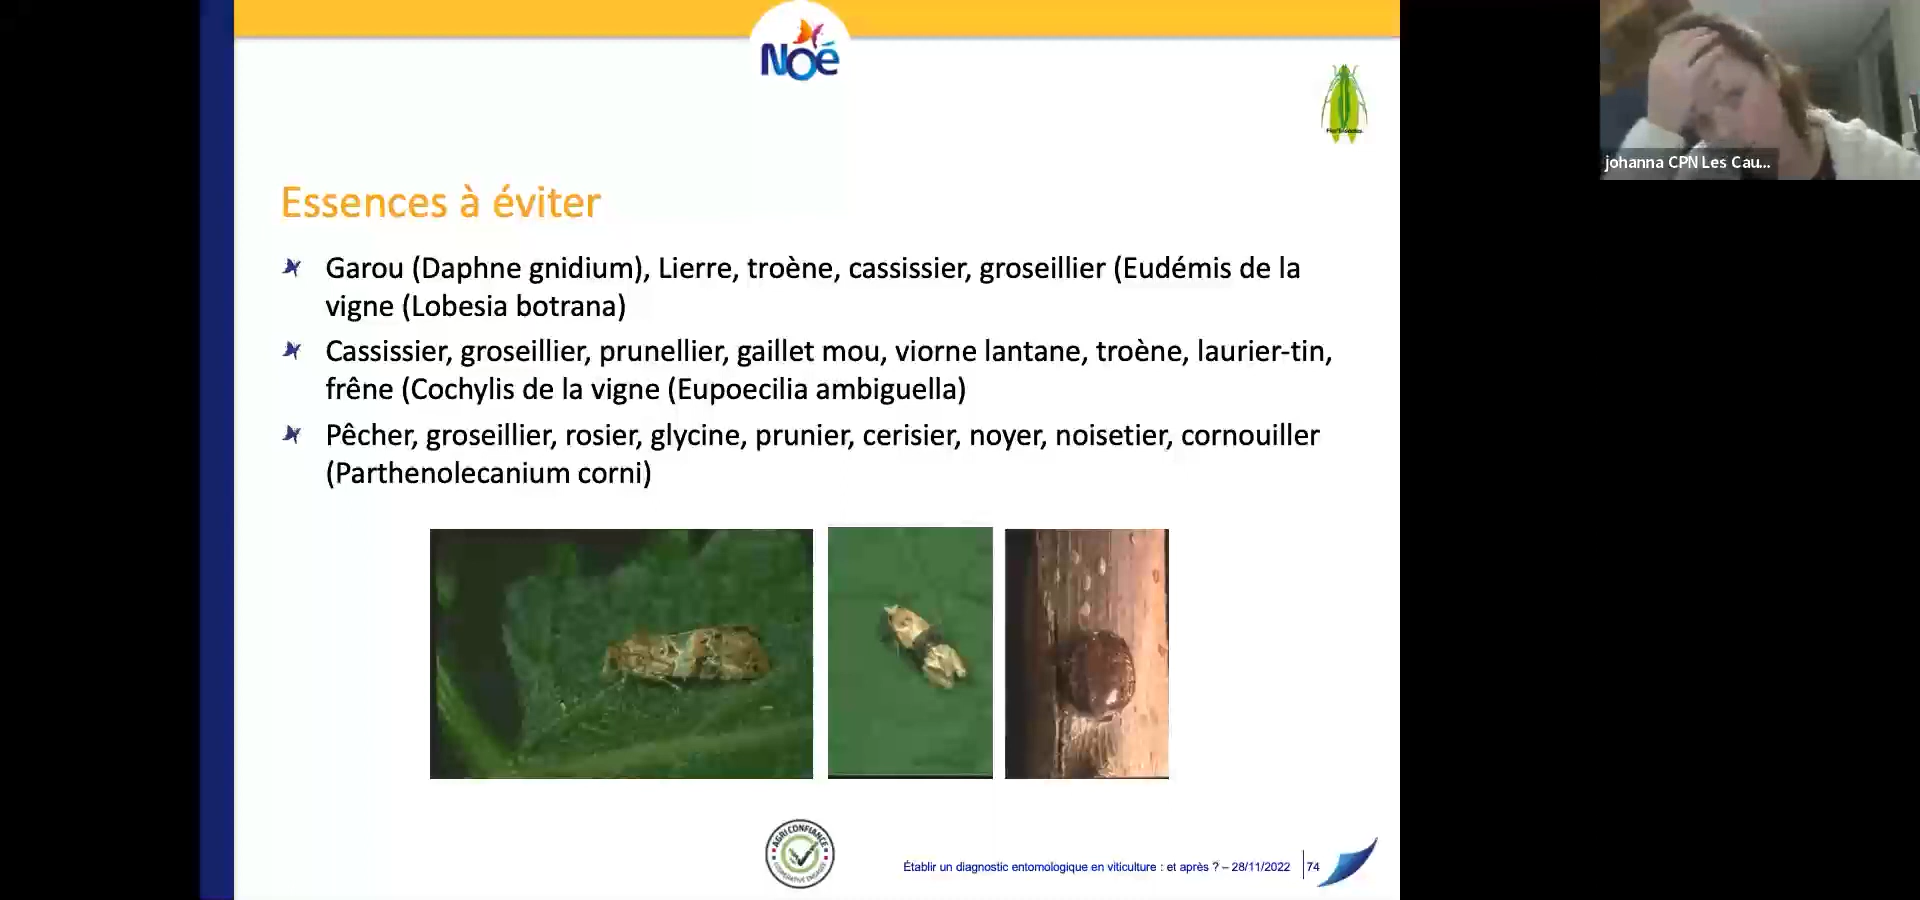 Noé
johanna CPN Les Cau...
Essences à éviter
Garou (Daphne gnidium), Lierre, troène, cassissier, groseillier (Eudémis de la
vigne (Lobesia botrana)
Cassissier, groseillier, prunellier, gaillet mou, viorne lantane, troène, laurier-tin,
frêne (Cochylis de la vigne (Eupoecilia ambiguella)
Pêcher, groseillier, rosier, glycine, prunier, cerisier, noyer, noisetier, cornouiller
(Parthenolecanium corni)
AGRI CONFIANCE
Établir un diagnostic entomologique en viticulture : et après ? – 28/11/2022
74